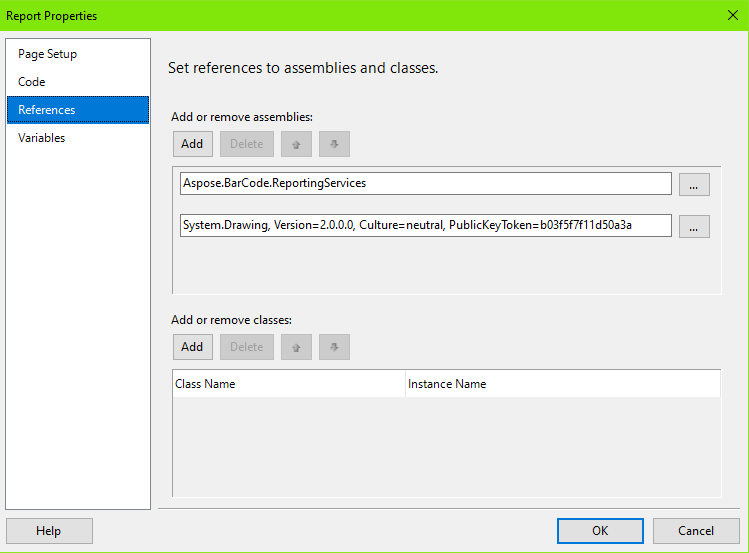 Report Properties
Page Setup
Code
References
Variables
Set references to assemblies and classes.
Add or remove assemblies:
Add
Delete
Aspose.BarCode.ReportingServices
...
System.Drawing, Version=2.0.0.0, Culture=neutral, PublicKeyToken=b03f5f7f11d50a3a
...
Add or remove classes:
Add
Delete
Class Name
Instance Name
Help
OK
Cancel